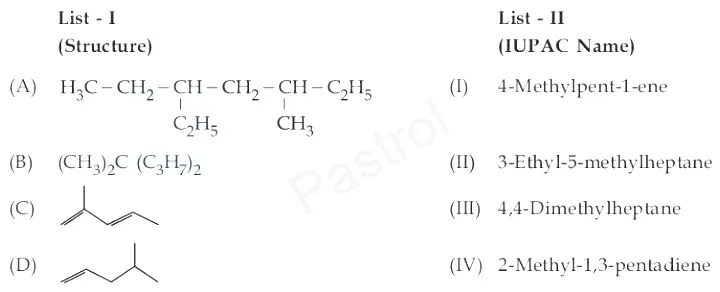 List - I List - II
(Structure) (IUPAC Name)
(A) H₃C – CH₂ – CH – CH₂ – CH – C₂H₅ (I) 4-Methylpent-1-ene
C₂H₅ CH₃
(B) (CH₃)₂C (C₃H₇)₂ (II) 3-Ethyl-5-methylheptane
(C) (III) 4,4-Dimethylheptane
(D) (IV) 2-Methyl-1,3-pentadiene
Pastrol